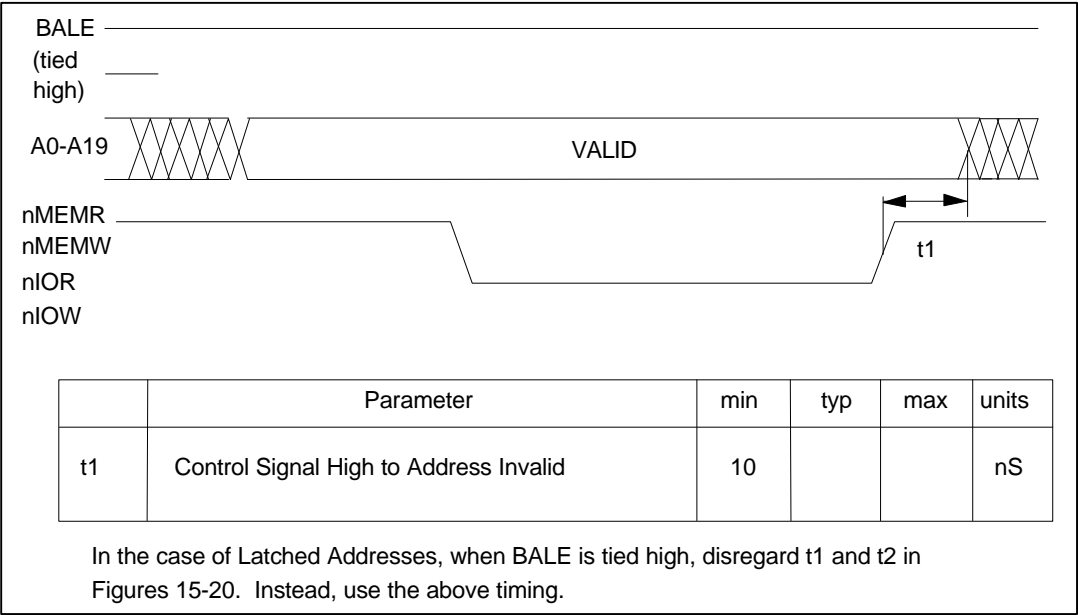 BALE
(tied
high)
A0-A19
VALID
nMEMR
nMEMW
t1
nIOR
nIOW
Parameter min typ max units
t1 Control Signal High to Address Invalid 10 nS
In the case of Latched Addresses, when BALE is tied high, disregard t1 and t2 in
Figures 15-20. Instead, use the above timing.